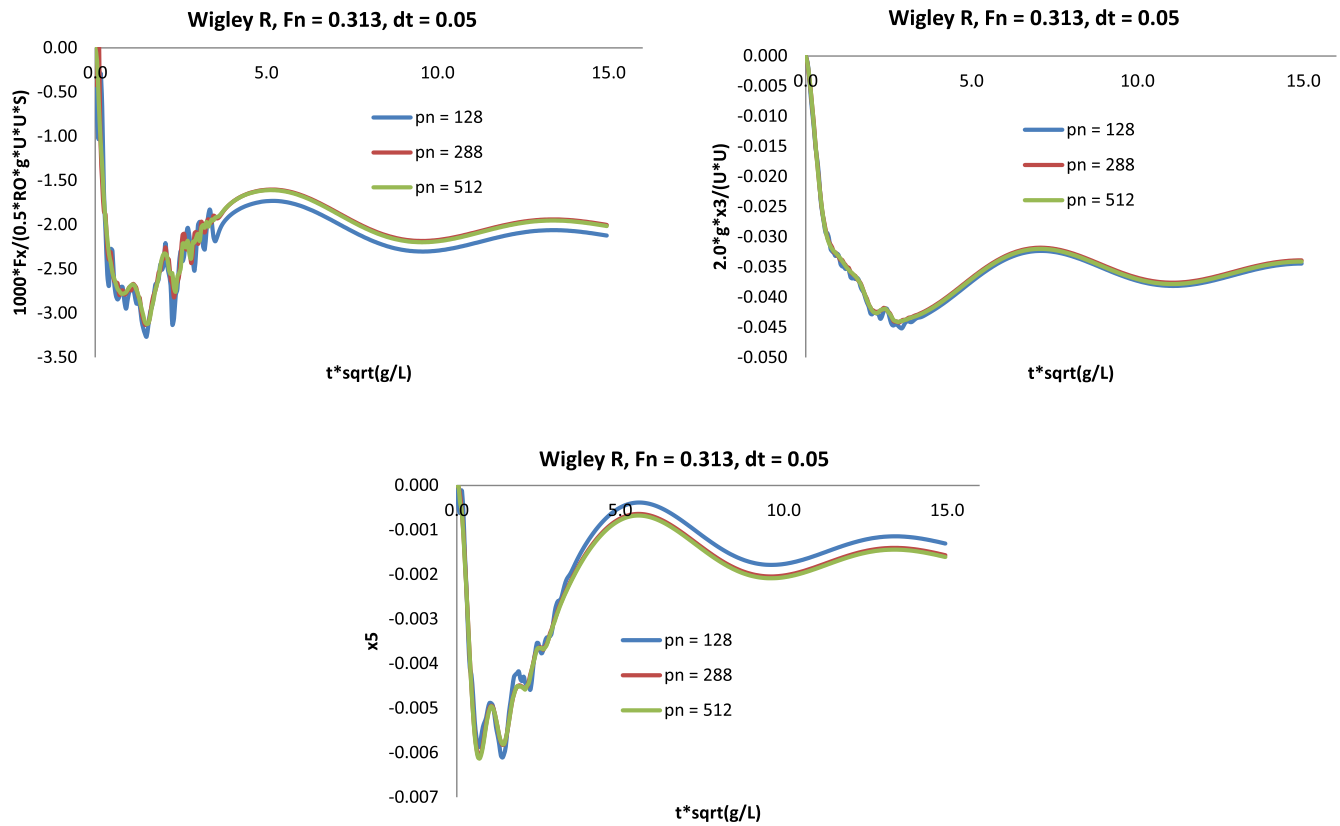 Wigley R, Fn = 0.313, dt = 0.05
1000*Fx/(0.5*RO*g*U*U*S)
0.00
-0.50
-1.00
-1.50
-2.00
-2.50
-3.00
-3.50
0.0
5.0
10.0
15.0
pn = 128
pn = 288
pn = 512
t*sqrt(g/L)
Wigley R, Fn = 0.313, dt = 0.05
2.0*g*x3/(U*U)
0.000
-0.005
-0.010
-0.015
-0.020
-0.025
-0.030
-0.035
-0.040
-0.045
-0.050
0.0
5.0
10.0
15.0
pn = 128
pn = 288
pn = 512
t*sqrt(g/L)
Wigley R, Fn = 0.313, dt = 0.05
x5
0.000
-0.001
-0.002
-0.003
-0.004
-0.005
-0.006
-0.007
0.0
5.0
10.0
15.0
pn = 128
pn = 288
pn = 512
t*sqrt(g/L)